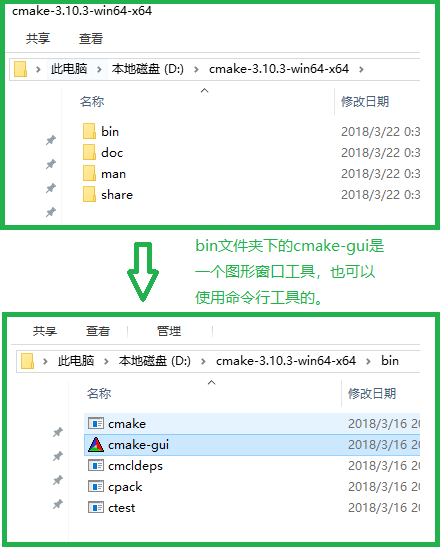 cmake-3.10.3-win64-x64
共享 查看
此电脑 本地磁盘 (D:) cmake-3.10.3-win64-x64
名称 修改日期
bin 2018/3/22 0:3
doc 2018/3/22 0:3
man 2018/3/22 0:3
share 2018/3/22 0:3
bin文件夹下的cmake-gui是
一个图形窗口工具，也可以
使用命令行工具的。
共享 查看 管理
此电脑 本地磁盘 (D:) cmake-3.10.3-win64-x64 bin
名称 修改日期
cmake 2018/3/16 20
cmake-gui 2018/3/16 20
cmcldeps 2018/3/16 20
cpack 2018/3/16 20
ctest 2018/3/16 20